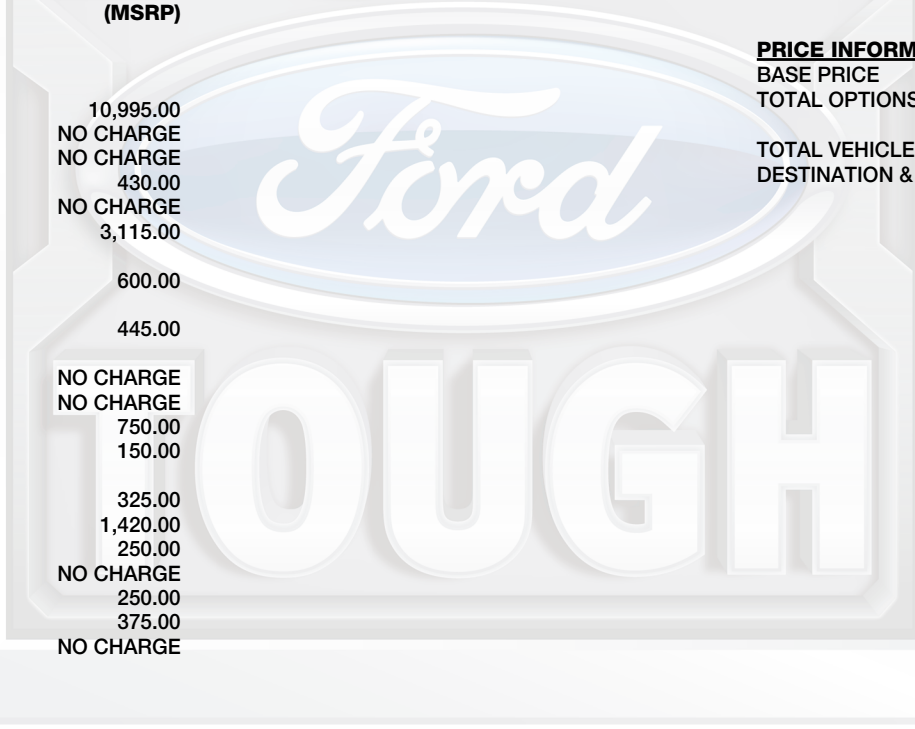 (MSRP)
10,995.00
NO CHARGE
NO CHARGE
430.00
NO CHARGE
3,115.00
600.00
445.00
NO CHARGE
NO CHARGE
750.00
150.00
325.00
1,420.00
250.00
NO CHARGE
250.00
375.00
NO CHARGE
PRICE INFORM
BASE PRICE
TOTAL OPTIONS
TOTAL VEHICLE
DESTINATION &
Ford
TOUGH